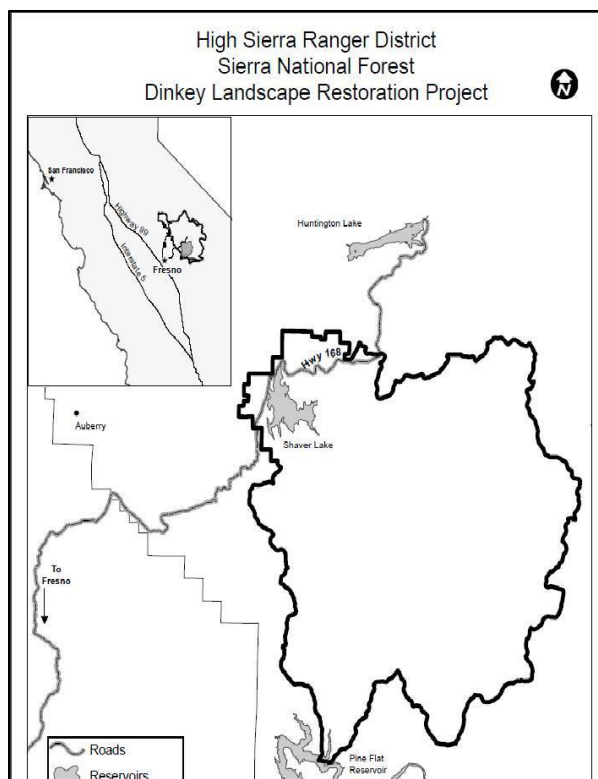 High Sierra Ranger District
Sierra National Forest
Dinkey Landscape Restoration Project
N
San Francisco
Highway 99
Interstate 5
Fresno
Huntington Lake
Hwy 168
Auberry
Shaver Lake
To
Fresno
Roads
Reservoirs
Pine Flat
Reservoir